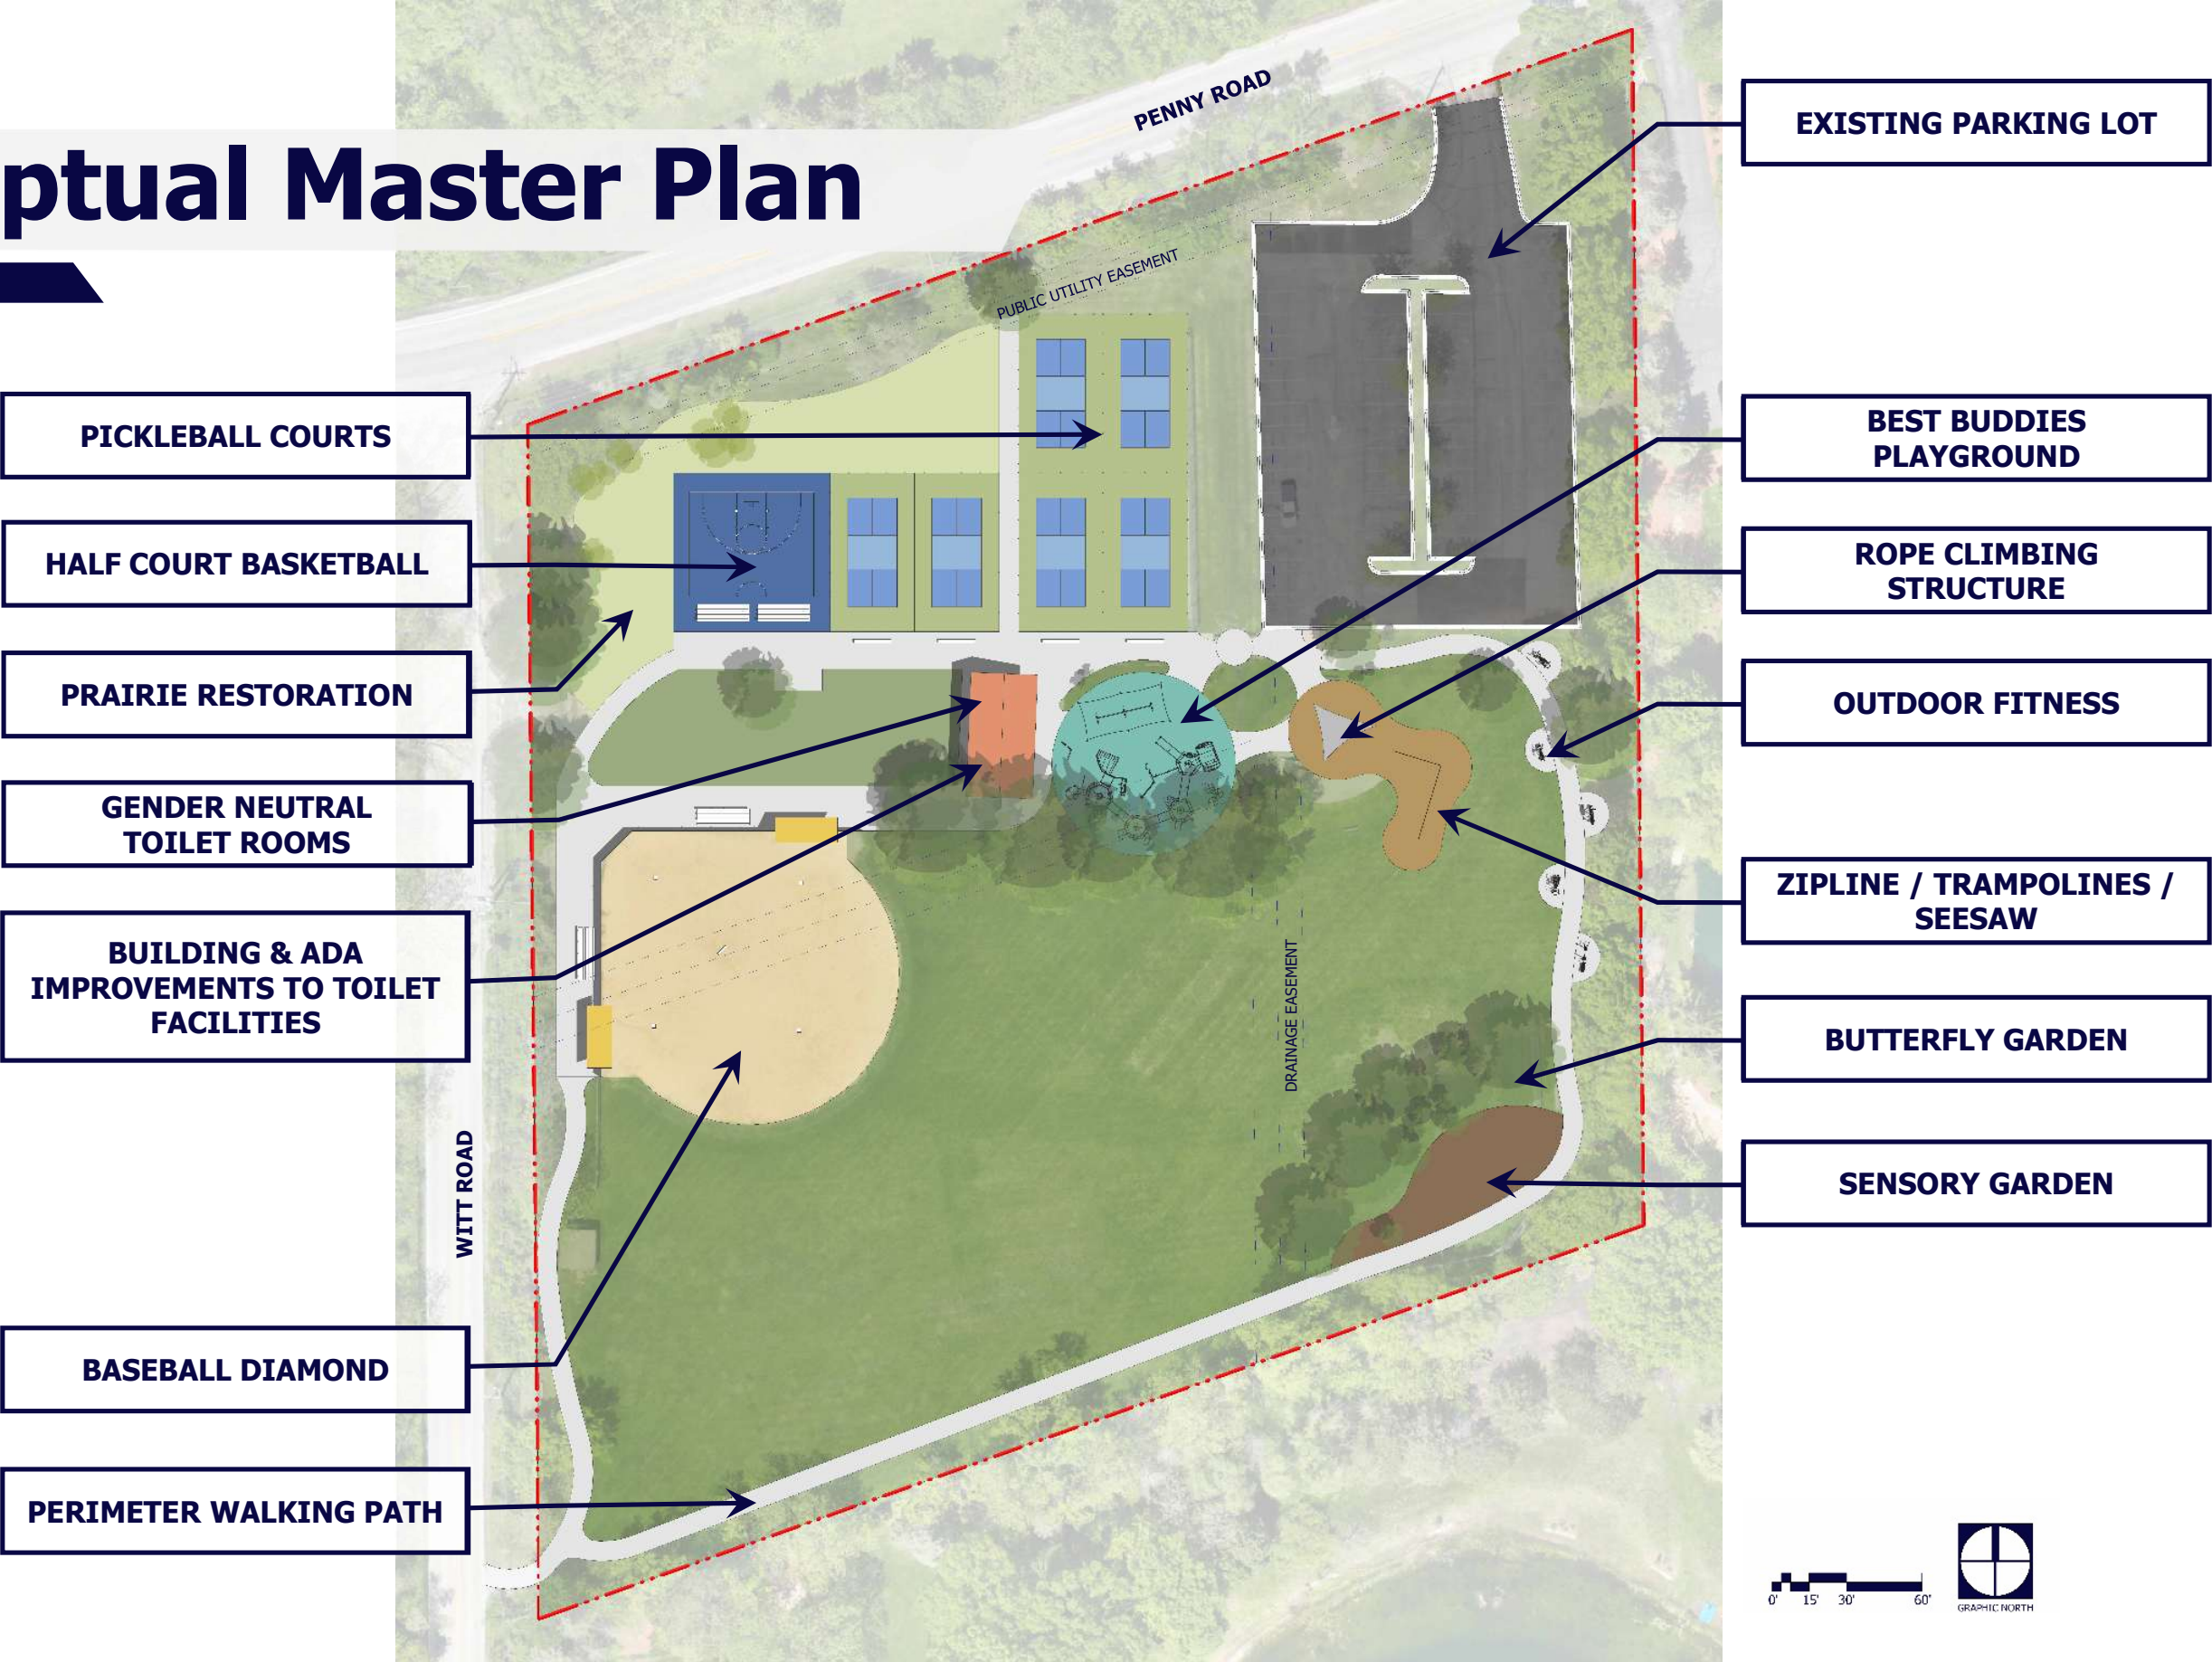 ptual Master Plan
PENNY ROAD
PUBLIC UTILITY EASEMENT
PICKLEBALL COURTS
HALF COURT BASKETBALL
PRAIRIE RESTORATION
GENDER NEUTRAL
TOILET ROOMS
BUILDING & ADA
IMPROVEMENTS TO TOILET
FACILITIES
WITT ROAD
BASEBALL DIAMOND
PERIMETER WALKING PATH
DRAINAGE EASEMENT
EXISTING PARKING LOT
BEST BUDDIES
PLAYGROUND
ROPE CLIMBING
STRUCTURE
OUTDOOR FITNESS
ZIPLINE / TRAMPOLINES /
SEESAW
BUTTERFLY GARDEN
SENSORY GARDEN
0' 15' 30' 60'
GRAPHIC NORTH